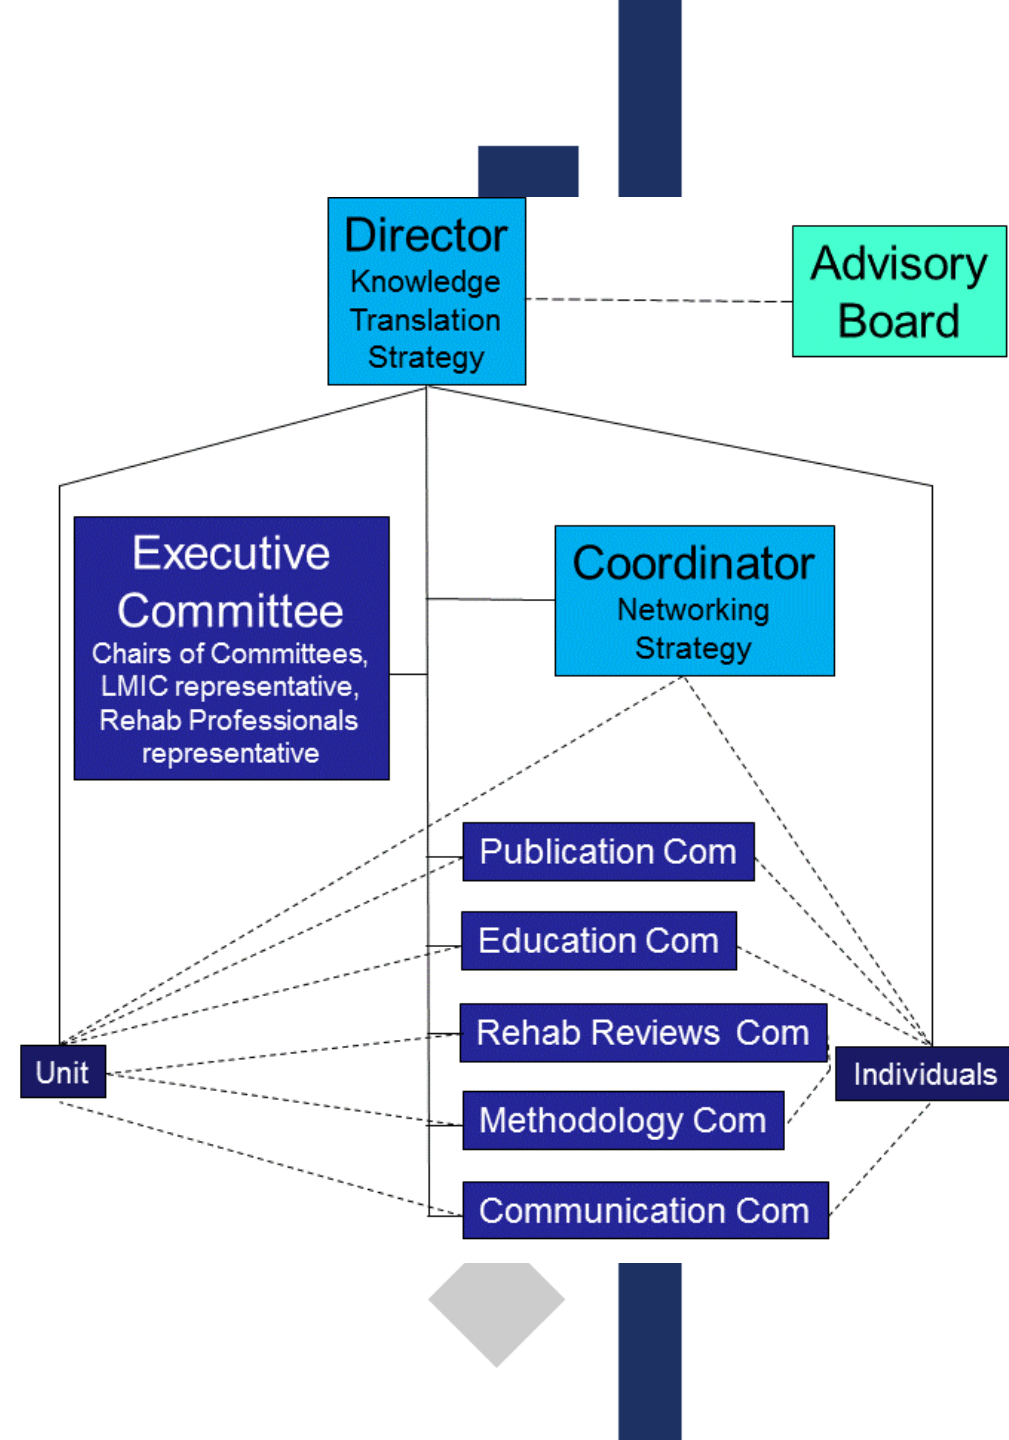 Director
Knowledge
Translation
Strategy
Advisory
Board
Executive
Committee
Chairs of Committees,
LMIC representative,
Rehab Professionals
representative
Coordinator
Networking
Strategy
Publication Com
Education Com
Rehab Reviews Com
Methodology Com
Communication Com
Unit
Individuals